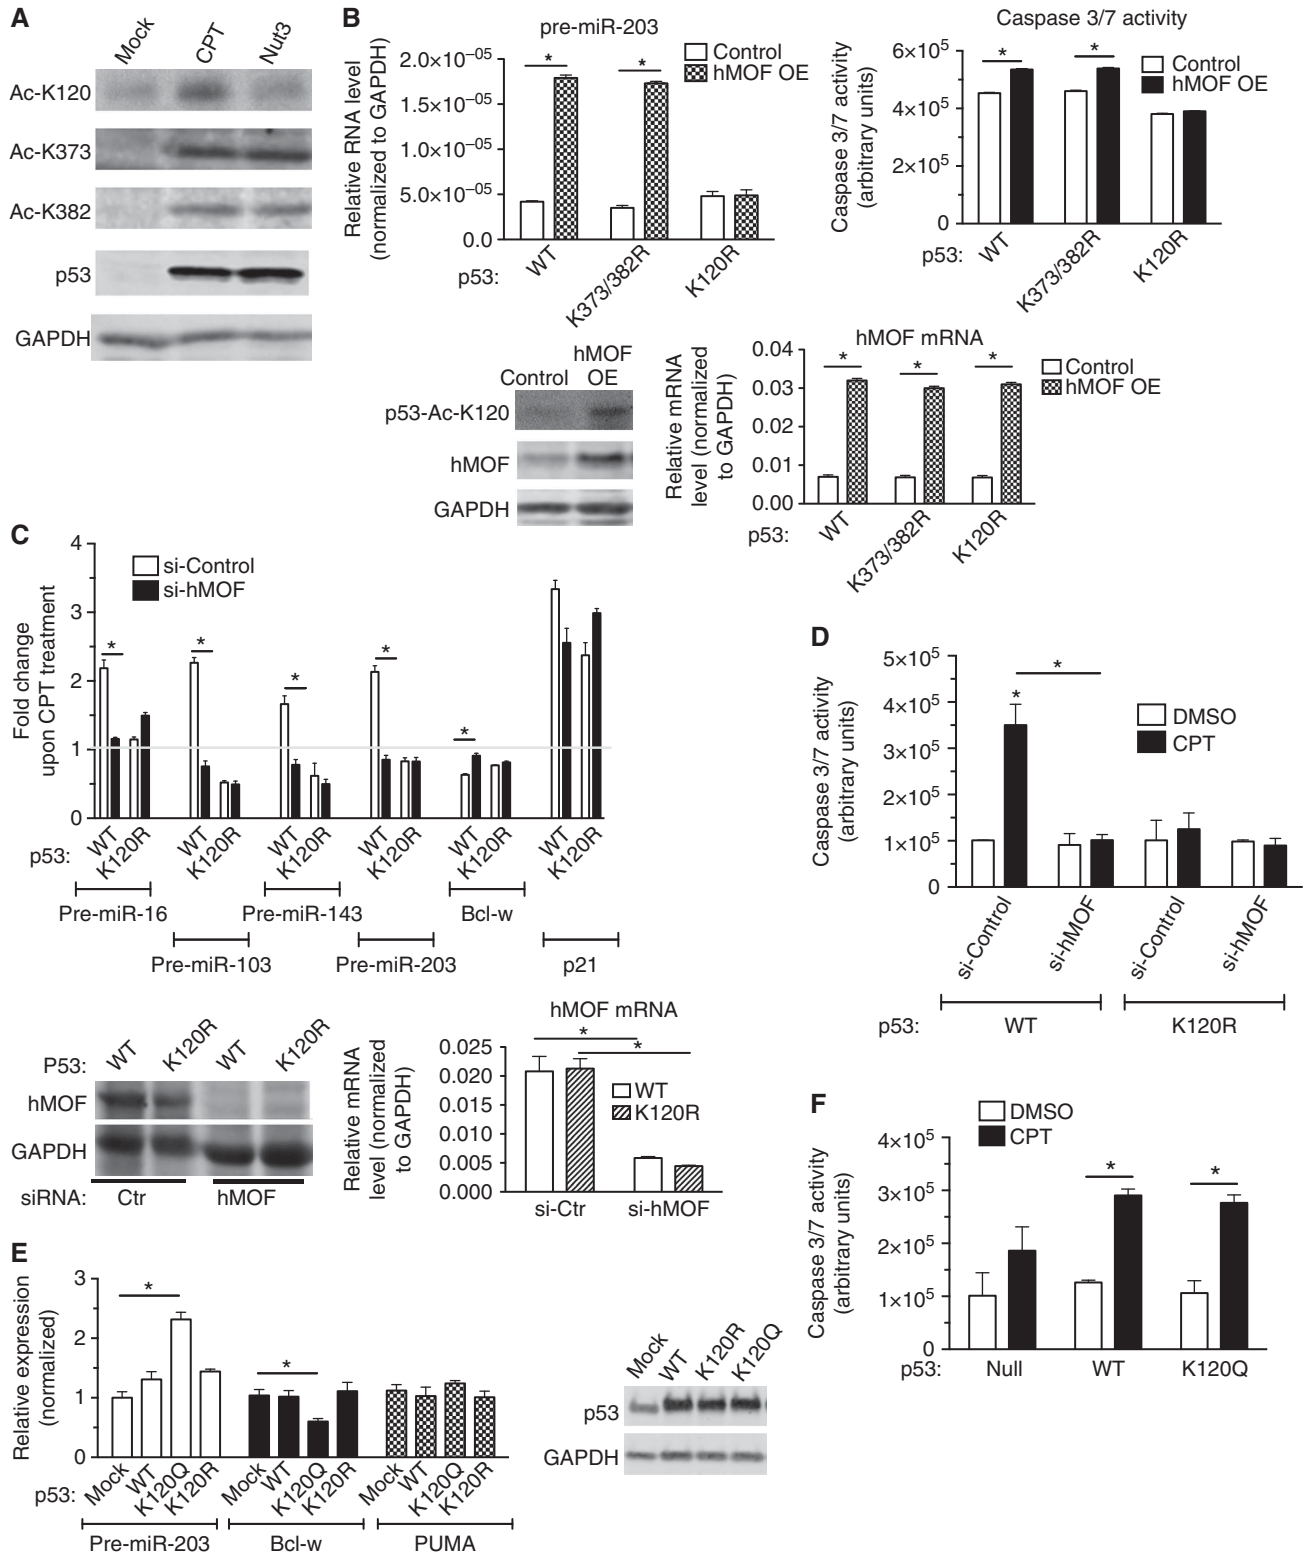 A
Mock
CPT
Nut3
Ac-K120
Ac-K373
Ac-K382
p53
GAPDH
B
pre-miR-203
Control
hMOF OE
Relative RNA level
(normalized to GAPDH)
2.0×10⁻⁰⁵
1.5×10⁻⁰⁵
1.0×10⁻⁰⁵
5.0×10⁻⁰⁵
0.0
p53:
WT
K373/382R
K120R
Caspase 3/7 activity
Control
hMOF OE
Caspase 3/7 activity
(arbitrary units)
6×10⁵
4×10⁵
2×10⁵
0
p53:
WT
K373/382R
K120R
*
*
*
*
Control
hMOF
OE
p53-Ac-K120
hMOF
GAPDH
hMOF mRNA
Control
hMOF OE
Relative mRNA
level (normalized
to GAPDH)
0.04
0.03
0.02
0.01
0.00
*
*
*
p53:
WT
K373/382R
K120R
C
si-Control
si-hMOF
Fold change
upon CPT treatment
4
3
2
1
0
*
*
*
*
*
p53:
WT
K120R
WT
K120R
WT
K120R
WT
K120R
WT
K120R
WT
K120R
Pre-miR-16
Pre-miR-143
Bcl-w
Pre-miR-103
Pre-miR-203
p21
P53:
WT
K120R
WT
K120R
hMOF
GAPDH
siRNA:
Ctr
hMOF
hMOF mRNA
Relative mRNA
level (normalized
to GAPDH)
0.025
0.020
0.015
0.010
0.005
0.000
*
*
WT
K120R
si-Ctr
si-hMOF
D
Caspase 3/7 activity
(arbitrary units)
5×10⁵
4×10⁵
3×10⁵
2×10⁵
1×10⁵
0
*
*
DMSO
CPT
si-Control
si-hMOF
si-Control
si-hMOF
p53:
WT
K120R
E
Relative expression
(normalized)
3
2
1
0
*
*
p53:
Mock
WT
K120Q
K120R
Mock
WT
K120Q
K120R
Mock
WT
K120Q
K120R
Pre-miR-203
Bcl-w
PUMA
Mock
WT
K120R
K120Q
p53
GAPDH
F
DMSO
CPT
Caspase 3/7 activity
(arbitrary units)
4×10⁵
3×10⁵
2×10⁵
1×10⁵
0
*
*
p53:
Null
WT
K120Q